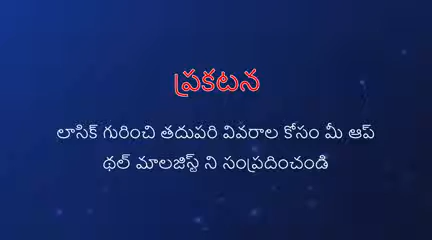 ప్రకటన
లాసిక్ గురించి తదుపరి వివరాల కోసం మీ ఆప్
థల్ మాలజిస్ట్ ని సంప్రదించండి